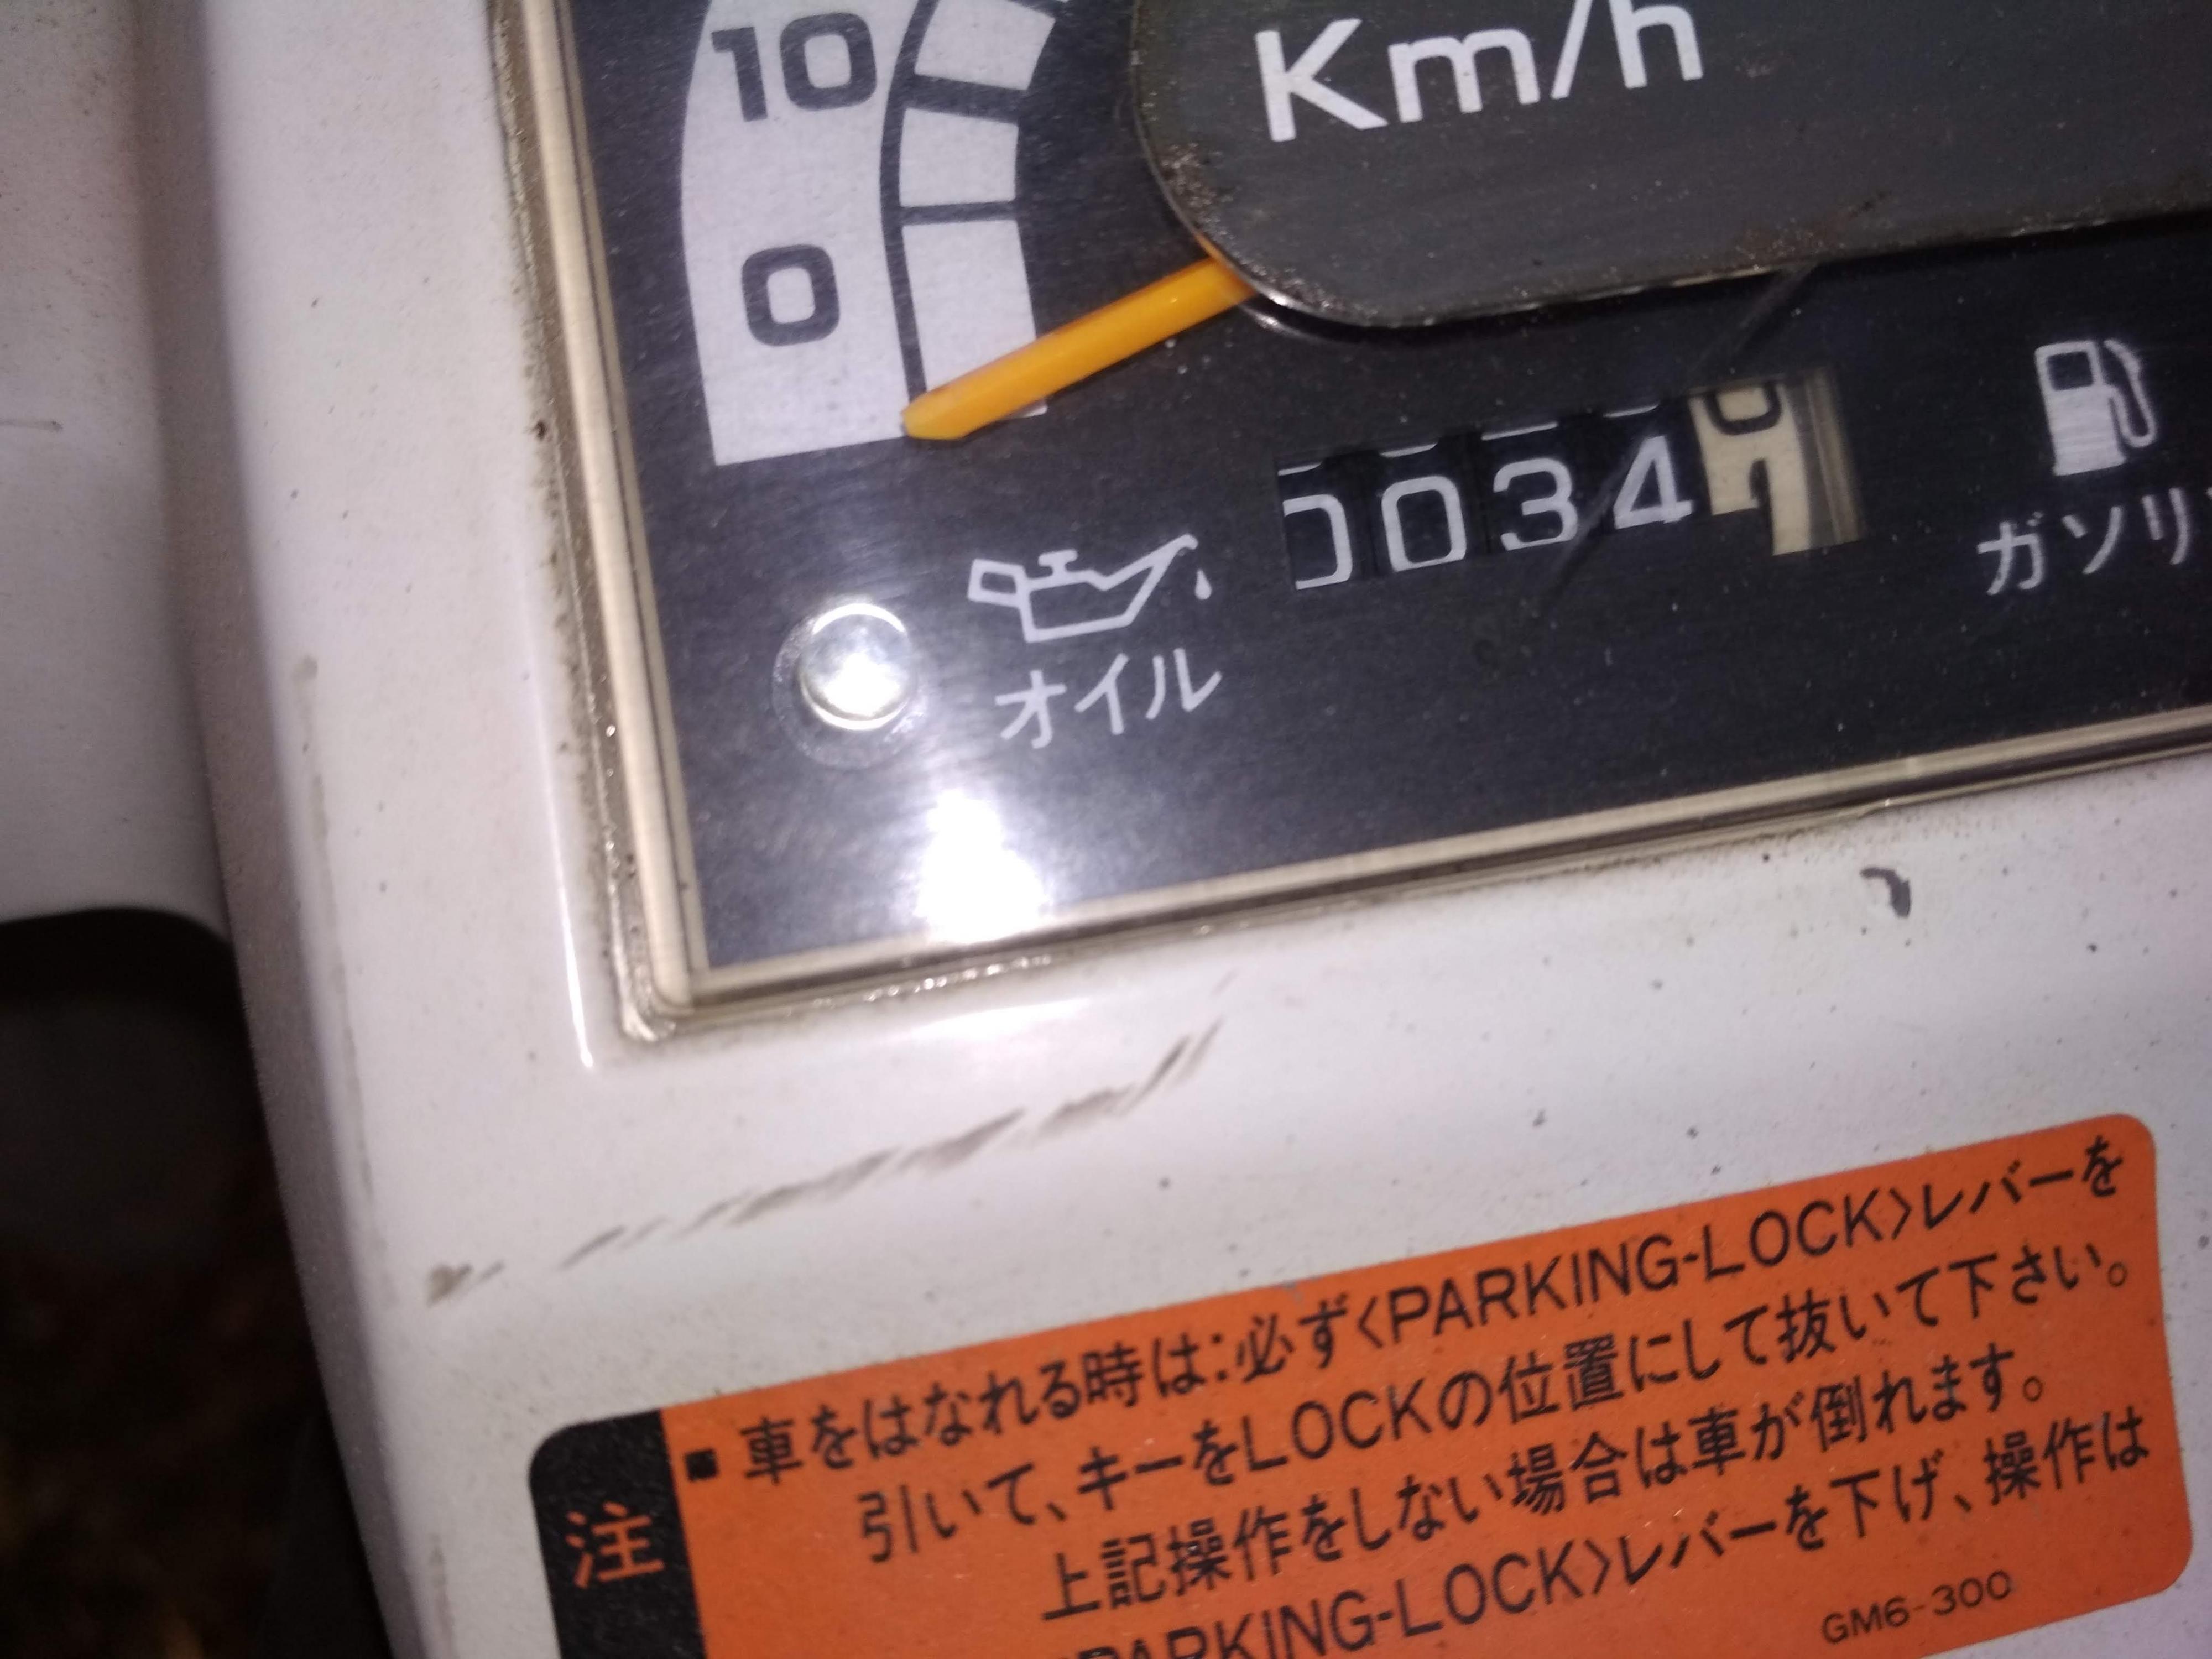 10
Km/h
0
0034
オイル
ガソリ
注
■ 車をはなれる時は:必ず〈PARKING-LOCK〉レバーを
引いて、キーをLOCKの位置にして抜いて下さい。
上記操作をしない場合は車が倒れます。
PARKING-LOCK〉レバーを下げ、操作は
GM6-300